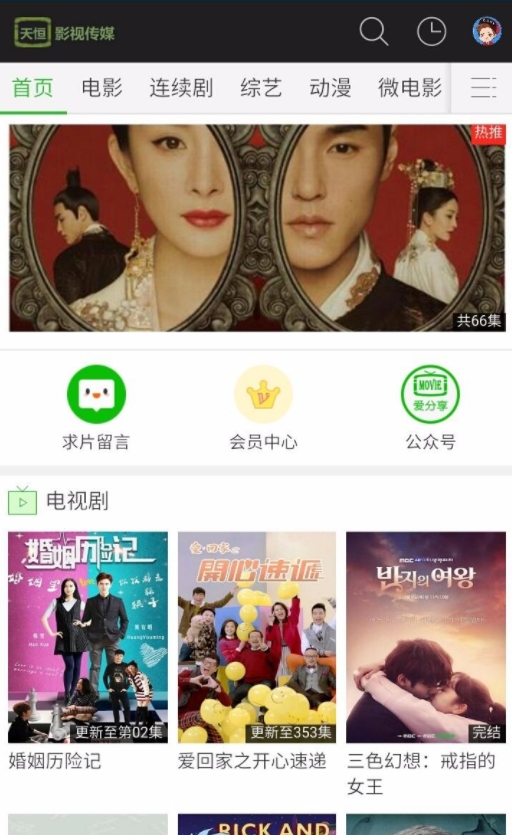 天恒 影视传媒
首页 电影 连续剧 综艺 动漫 微电影
热推
共66集
MOVIE
爱分享
求片留言 会员中心 公众号
电视剧
婚姻历险记
爱·回家之
開心速遞
MBC
반지의 여왕
更新至第02集 更新至353集 完结
婚姻历险记 爱回家之开心速递 三色幻想：戒指的
女王
RICK AND